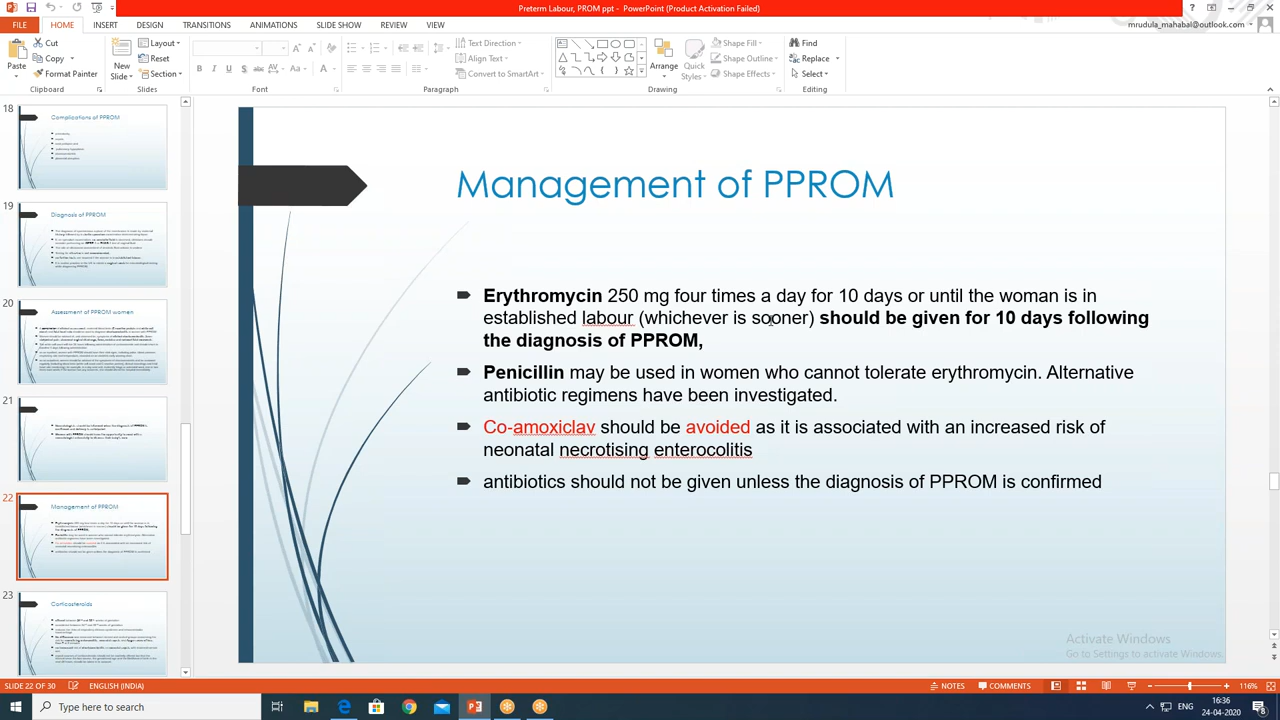 Preterm Labour, PROM ppt - PowerPoint (Product Activation Failed)
FILE HOME INSERT DESIGN TRANSITIONS ANIMATIONS SLIDE SHOW REVIEW VIEW
mrudula_mahabal@outlook.com
Paste
Cut
Copy
Format Painter
Clipboard
New Slide
Layout
Reset
Section
Slides
Font
Text Direction
Align Text
Convert to SmartArt
Paragraph
Arrange
Quick Styles
Shape Fill
Shape Outline
Shape Effects
Drawing
Find
Replace
Select
Editing
18
Complications of PPROM
19
Diagnosis of PPROM
20
Assessment of PPROM women
21
22
Management of PPROM
23
Corticosteroids
Management of PPROM
Erythromycin 250 mg four times a day for 10 days or until the woman is in
established labour (whichever is sooner) should be given for 10 days following
the diagnosis of PPROM,
Penicillin may be used in women who cannot tolerate erythromycin. Alternative
antibiotic regimens have been investigated.
Co-amoxiclav should be avoided as it is associated with an increased risk of
neonatal necrotising enterocolitis
antibiotics should not be given unless the diagnosis of PPROM is confirmed
Activate Windows
Go to Settings to activate Windows.
SLIDE 22 OF 30 ENGLISH (INDIA) NOTES COMMENTS 116%
Type here to search
ENG
16:36
24-04-2020